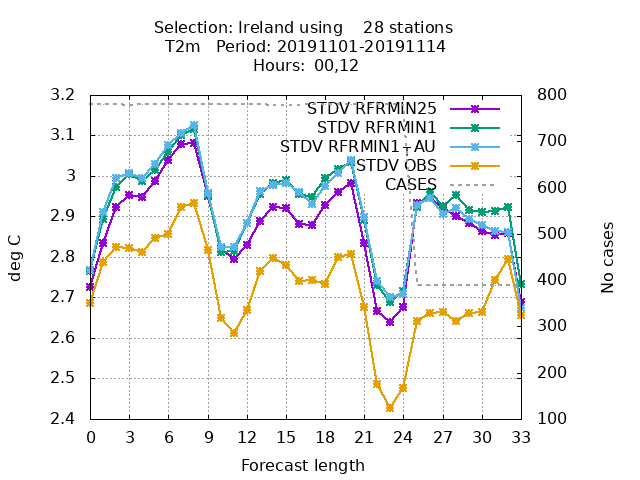 Selection: Ireland using 28 stations
T2m Period: 20191101-20191114
Hours: 00,12
STDV RFRMIN25
STDV RFRMIN1
STDV RFRMIN1_AU
STDV OBS
CASES
3.2
3.1
3
2.9
2.8
2.7
2.6
2.5
2.4
deg C
800
700
600
500
400
300
200
100
No cases
0 3 6 9 12 15 18 21 24 27 30 33
Forecast length